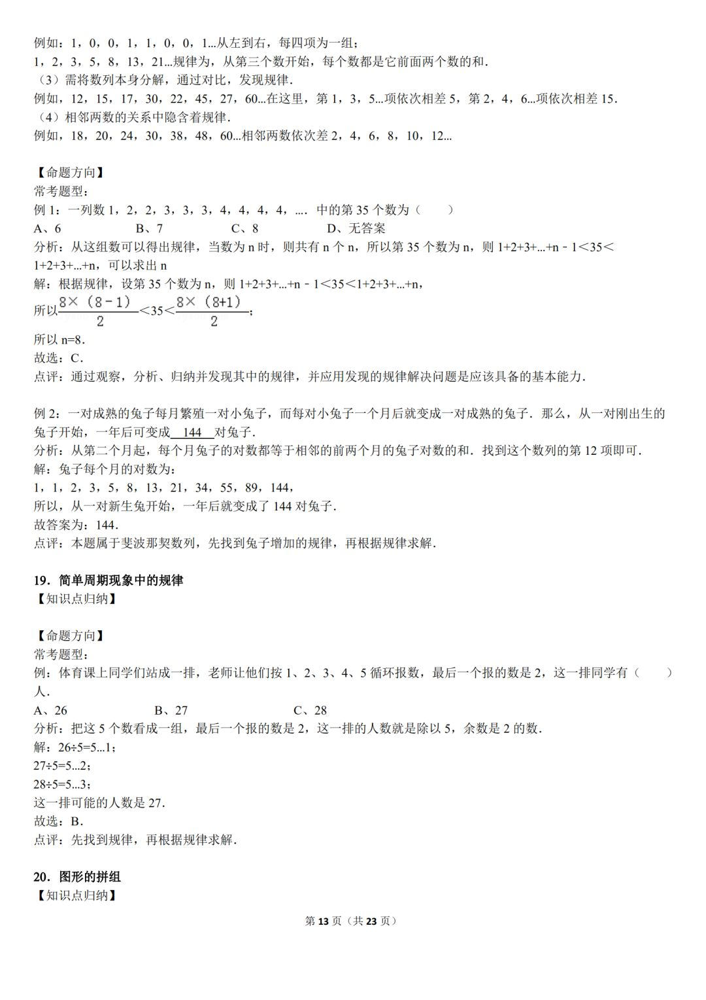 例如：1，0，0，1，1，0，0，1…从左到右，每四项为一组；
1，2，3，5，8，13，21…规律为，从第三个数开始，每个数都是它前面两个数的和．
（3）需将数列本身分解，通过对比，发现规律．
例如，12，15，17，30，22，45，27，60…在这里，第 1，3，5…项依次相差 5，第 2，4，6…项依次相差 15．
（4）相邻两数的关系中隐含着规律．
例如，18，20，24，30，38，48，60…相邻两数依次差 2，4，6，8，10，12…
【命题方向】
常考题型：
例 1：一列数 1，2，2，3，3，3，4，4，4，4，…．中的第 35 个数为（　　）
A、6 B、7 C、8 D、无答案
分析：从这组数可以得出规律，当数为 n 时，则共有 n 个 n，所以第 35 个数为 n，则 1+2+3+…+n﹣1＜35＜
1+2+3+…+n，可以求出 n
解：根据规律，设第 35 个数为 n，则 1+2+3+…+n﹣1＜35＜1+2+3+…+n，
所以 8×（8-1）/2 ＜35＜ 8×（8+1）/2；
所以 n=8．
故选：C．
点评：通过观察，分析、归纳并发现其中的规律，并应用发现的规律解决问题是应该具备的基本能力．
例 2：一对成熟的兔子每月繁殖一对小兔子，而每对小兔子一个月后就变成一对成熟的兔子．那么，从一对刚出生的
兔子开始，一年后可变成 144 对兔子．
分析：从第二个月起，每个月兔子的对数都等于相邻的前两个月的兔子对数的和．找到这个数列的第 12 项即可．
解：兔子每个月的对数为：
1，1，2，3，5，8，13，21，34，55，89，144，
所以，从一对新生兔开始，一年后就变成了 144 对兔子．
故答案为：144．
点评：本题属于斐波那契数列，先找到兔子增加的规律，再根据规律求解．
19．简单周期现象中的规律
【知识点归纳】
【命题方向】
常考题型：
例：体育课上同学们站成一排，老师让他们按 1、2、3、4、5 循环报数，最后一个报的数是 2，这一排同学有（　　）
人．
A、26 B、27 C、28
分析：把这 5 个数看成一组，最后一个报的数是 2，这一排的人数就是除以 5，余数是 2 的数．
解：26÷5=5…1；
27÷5=5…2；
28÷5=5…3；
这一排可能的人数是 27．
故选：B．
点评：先找到规律，再根据规律求解．
20．图形的拼组
【知识点归纳】
第 13 页（共 23 页）